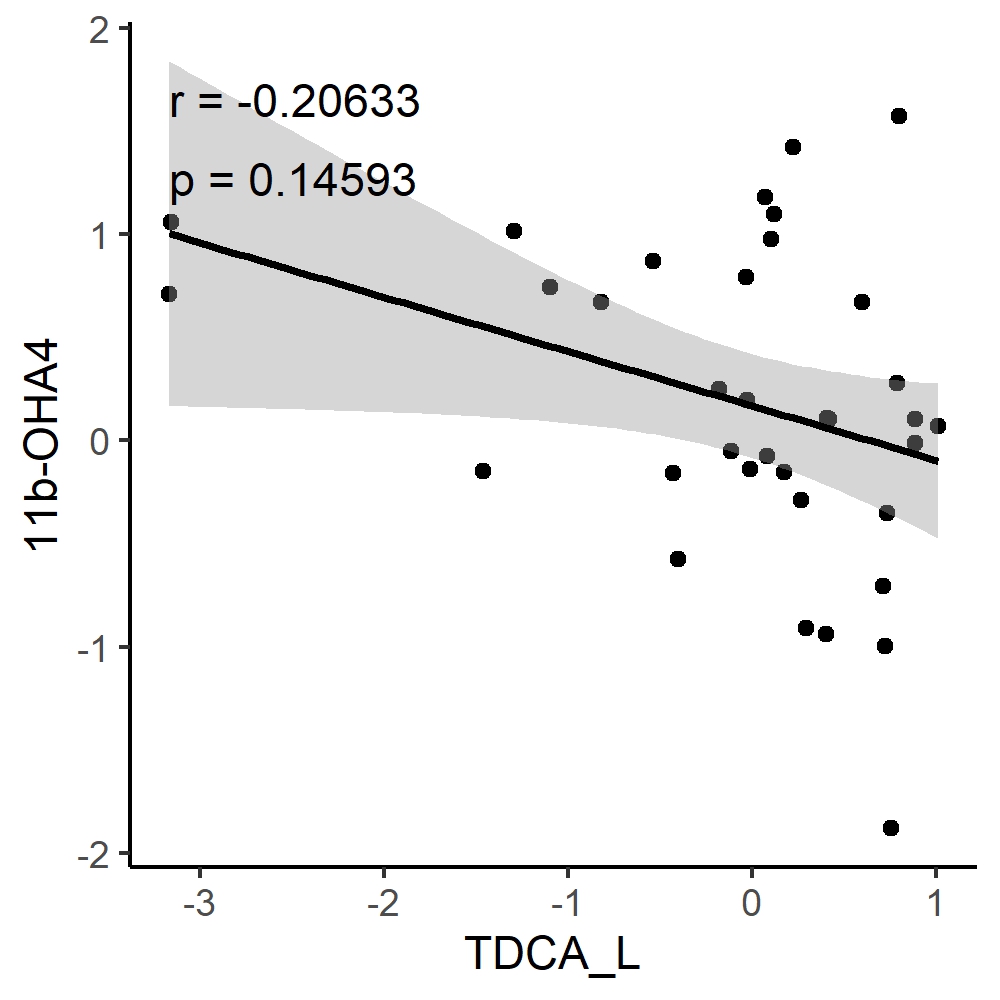 2
r = -0.20633
p = 0.14593
1
0
-1
-2
11b-OHA4
-3 -2 -1 0 1
TDCA_L